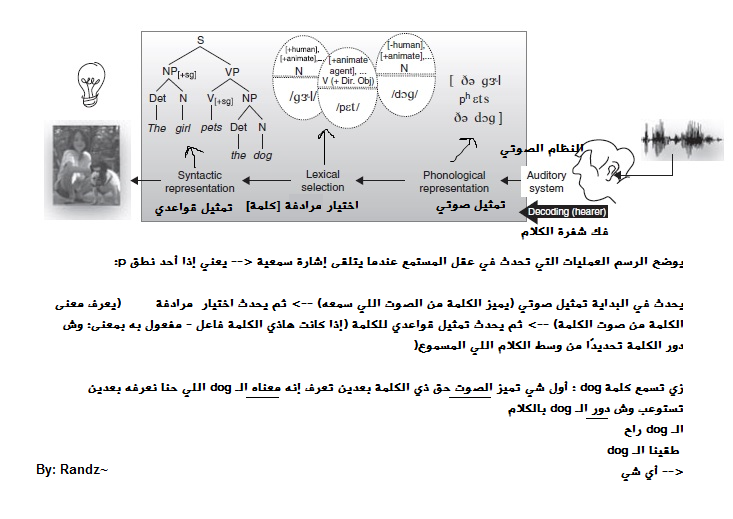 S
NP[+sg] VP
Det N V[+sg] NP
The girl pets Det N
the dog
[+human],
[+animate],...
N
/gɝl/
[+animate
agent], ...
V (+ Dir. Obj)
/pɛt/
[-human],
[+animate],...
N
/dɔg/
[ ðə gɝl
pʰɛts
ðə dɔg ]
النظام الصوتي
Syntactic
representation
Lexical
selection
Phonological
representation
Auditory
system
تمثيل قواعدي
اختيار مرادفة [كلمة]
تمثيل صوتي
Decoding (hearer)
فك شفرة الكلام
يوضح الرسم العمليات التي تحدث في عقل المستمع عندما يتلقى إشارة سمعية <-- يعني إذا أحد نطق p:
يحدث في البداية تمثيل صوتي (يميز الكلمة من الصوت اللي سمعه) --> ثم يحدث اختيار مرادفة (يعرف معنى
الكلمة من صوت الكلمة) --> ثم يحدث تمثيل قواعدي للكلمة (إذا كانت هاذي الكلمة فاعل - مفعول به بمعنى: وش
دور الكلمة تحديدًا من وسط الكلام اللي المسموع(
زي تسمع كلمة dog : أول شي تميز الصوت حق ذي الكلمة بعدين تعرف إنه معناه الـ dog اللي حنا نعرفه بعدين
تستوعب وش دور الـ dog بالكلام
الـ dog راح
طقينا الـ dog
<-- أي شي
By: Randz~